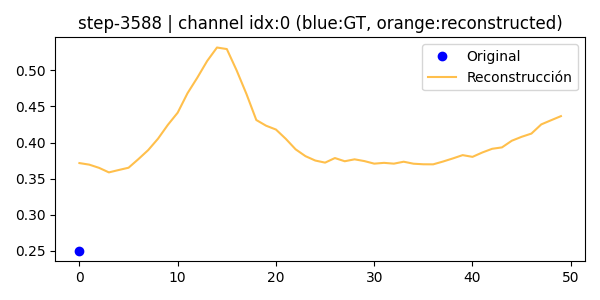 step-3588 | channel idx:0 (blue:GT, orange:reconstructed)
Original
Reconstrucción
0.50
0.45
0.40
0.35
0.30
0.25
0 10 20 30 40 50